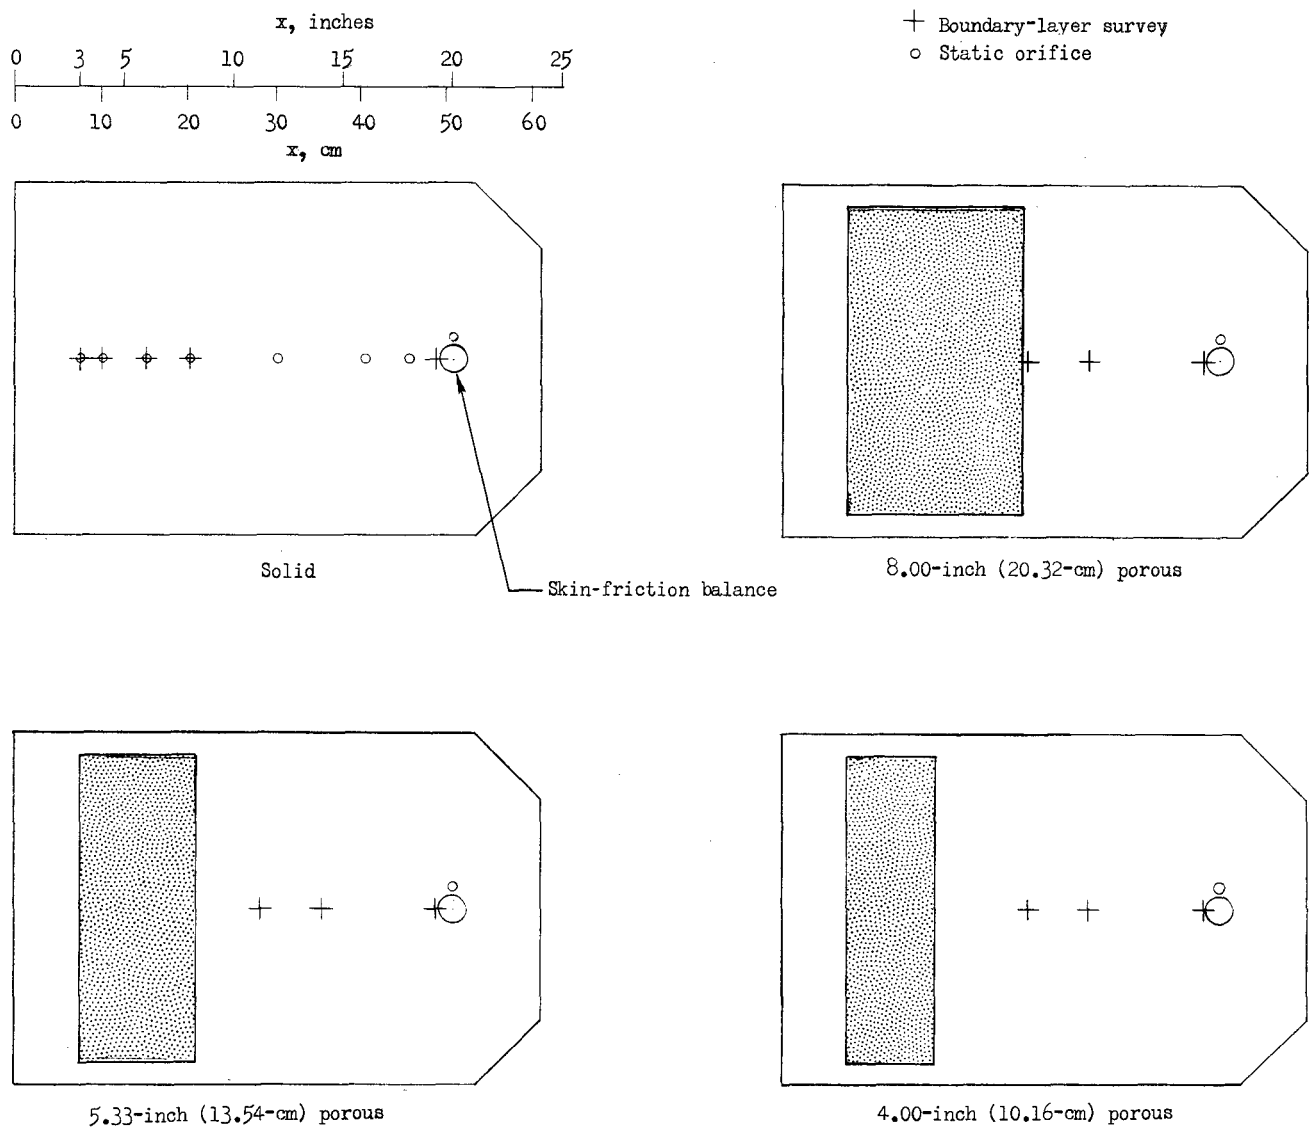 x, inches
0 3 5 10 15 20 25
0 10 20 30 40 50 60
x, cm
+ Boundary-layer survey
o Static orifice
Solid
Skin-friction balance
8.00-inch (20.32-cm) porous
5.33-inch (13.54-cm) porous
4.00-inch (10.16-cm) porous